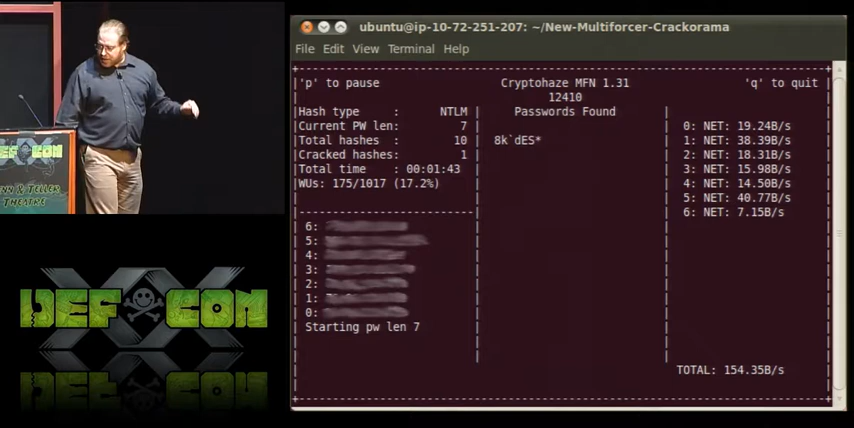 ubuntu@ip-10-72-251-207: ~/New-Multiforcer-Crackorama
File Edit View Terminal Help
'p' to pause Cryptohaze MFN 1.31 'q' to quit
12410
Hash type : NTLM Passwords Found
Current PW len: 7 0: NET: 19.24B/s
Total hashes : 10 8k`dES* 1: NET: 38.39B/s
Cracked hashes: 1 2: NET: 18.31B/s
Total time : 00:01:43 3: NET: 15.98B/s
WUs: 175/1017 (17.2%) 4: NET: 14.50B/s
5: NET: 40.77B/s
6: NET: 7.15B/s
6:
5:
4:
3:
2:
1:
0:
Starting pw len 7
TOTAL: 154.35B/s
DEF CON
& TELLER
THEATRE
DEF CON
XX